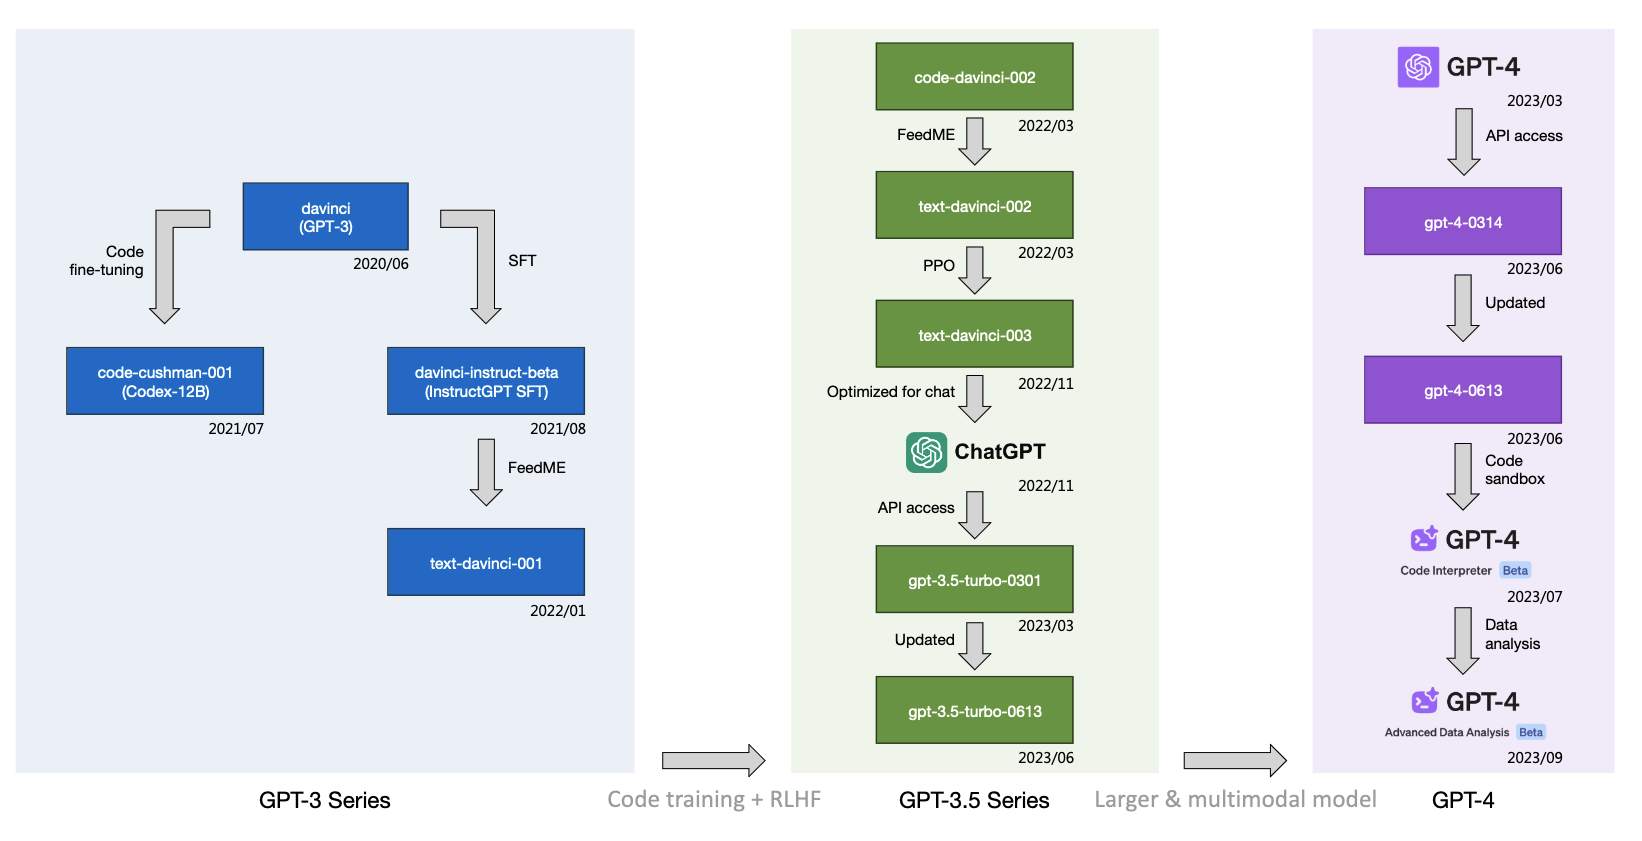 davinci
(GPT-3)
2020/06
Code
fine-tuning
SFT
code-cushman-001
(Codex-12B)
2021/07
davinci-instruct-beta
(InstructGPT SFT)
2021/08
FeedME
text-davinci-001
2022/01
GPT-3 Series
Code training + RLHF
code-davinci-002
2022/03
FeedME
text-davinci-002
2022/03
PPO
text-davinci-003
2022/11
Optimized for chat
ChatGPT
2022/11
API access
gpt-3.5-turbo-0301
2023/03
Updated
gpt-3.5-turbo-0613
2023/06
GPT-3.5 Series
Larger & multimodal model
GPT-4
2023/03
API access
gpt-4-0314
2023/06
Updated
gpt-4-0613
2023/06
Code
sandbox
GPT-4
Code Interpreter Beta
2023/07
Data
analysis
GPT-4
Advanced Data Analysis Beta
2023/09
GPT-4